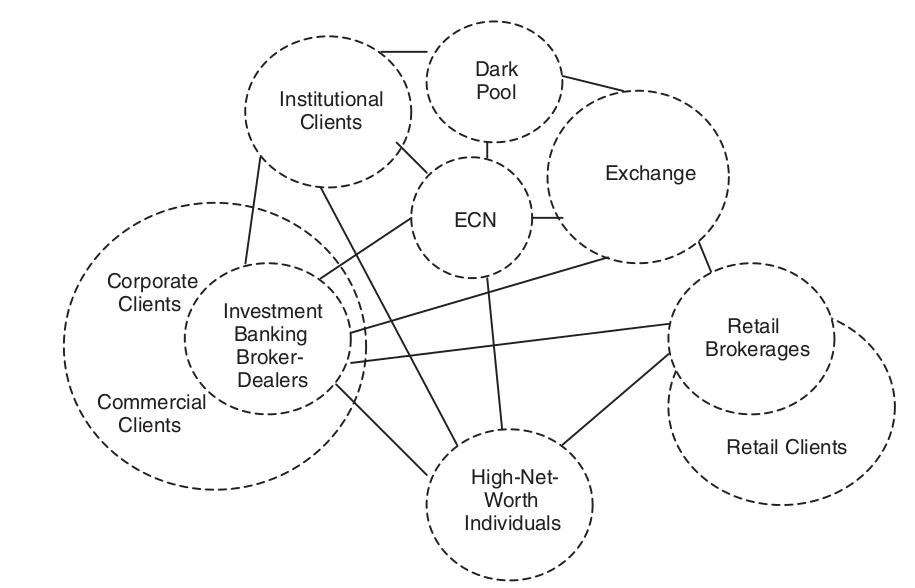 Dark
Pool
Institutional
Clients
Exchange
ECN
Corporate
Clients
Investment
Banking
Broker-
Dealers
Commercial
Clients
Retail
Brokerages
Retail Clients
High-Net-
Worth
Individuals